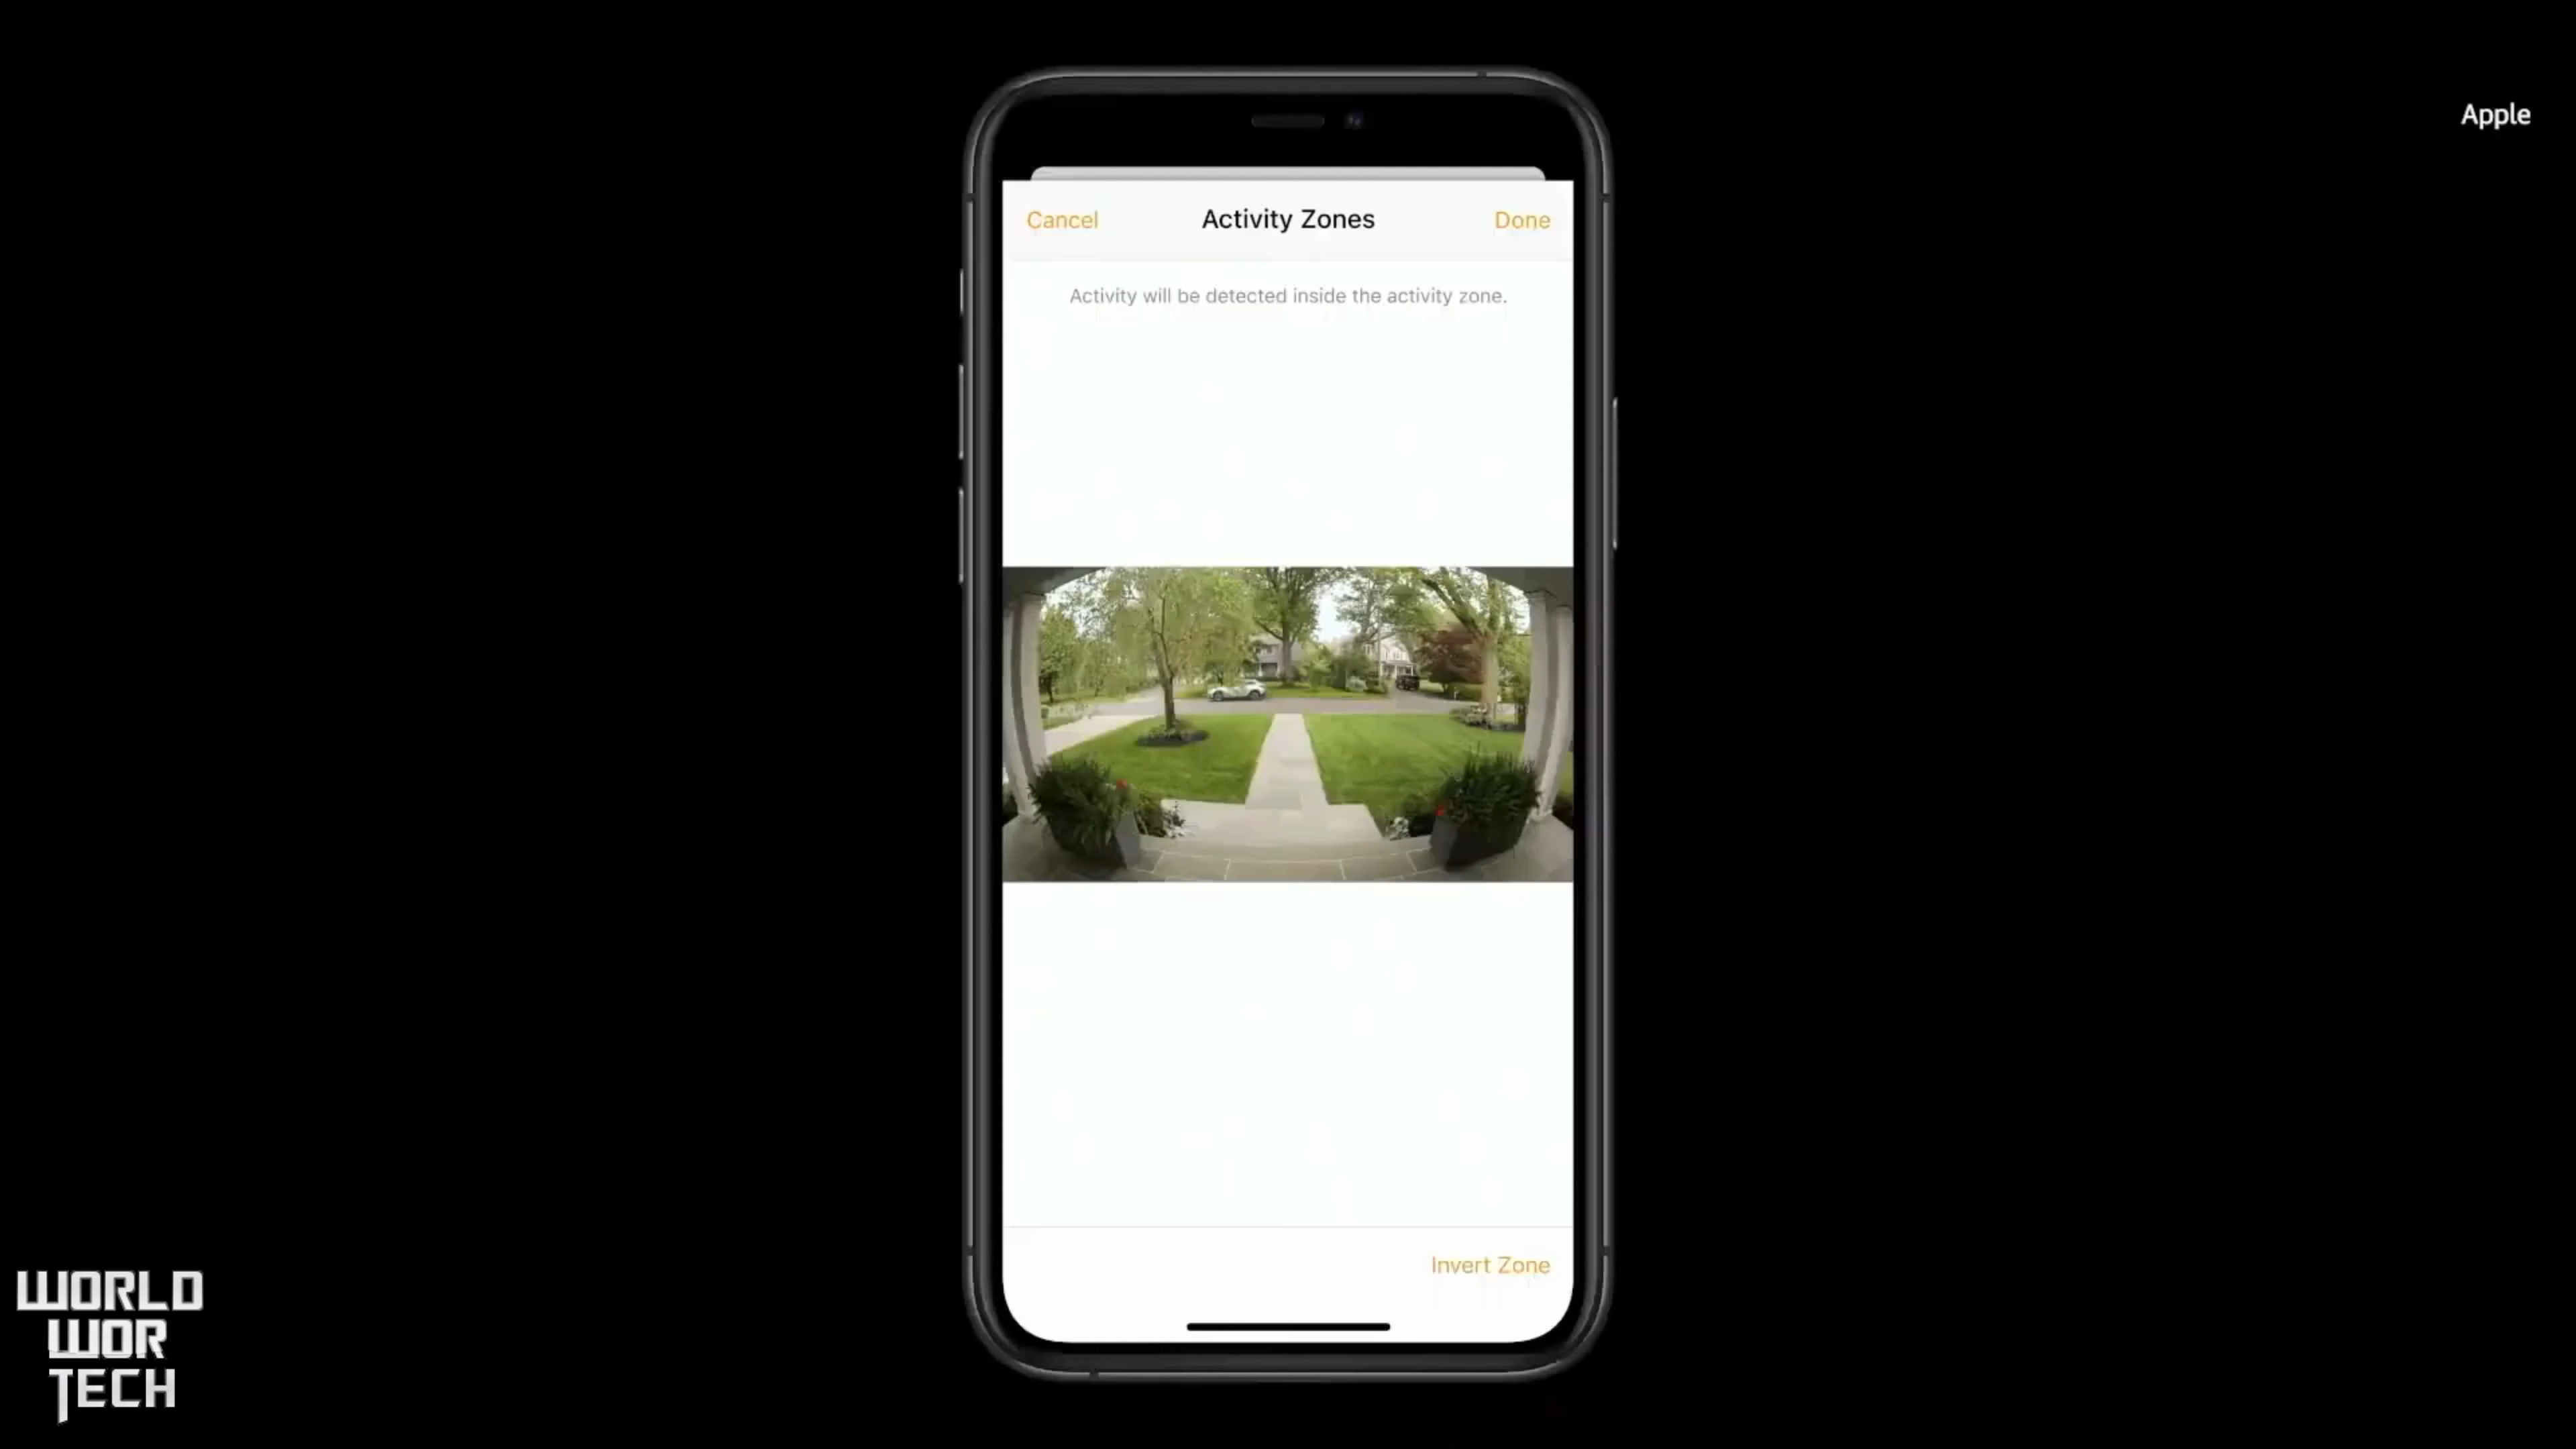 Apple
Cancel
Activity Zones
Done
Activity will be detected inside the activity zone.
Invert Zone
WORLD
WOR
TECH